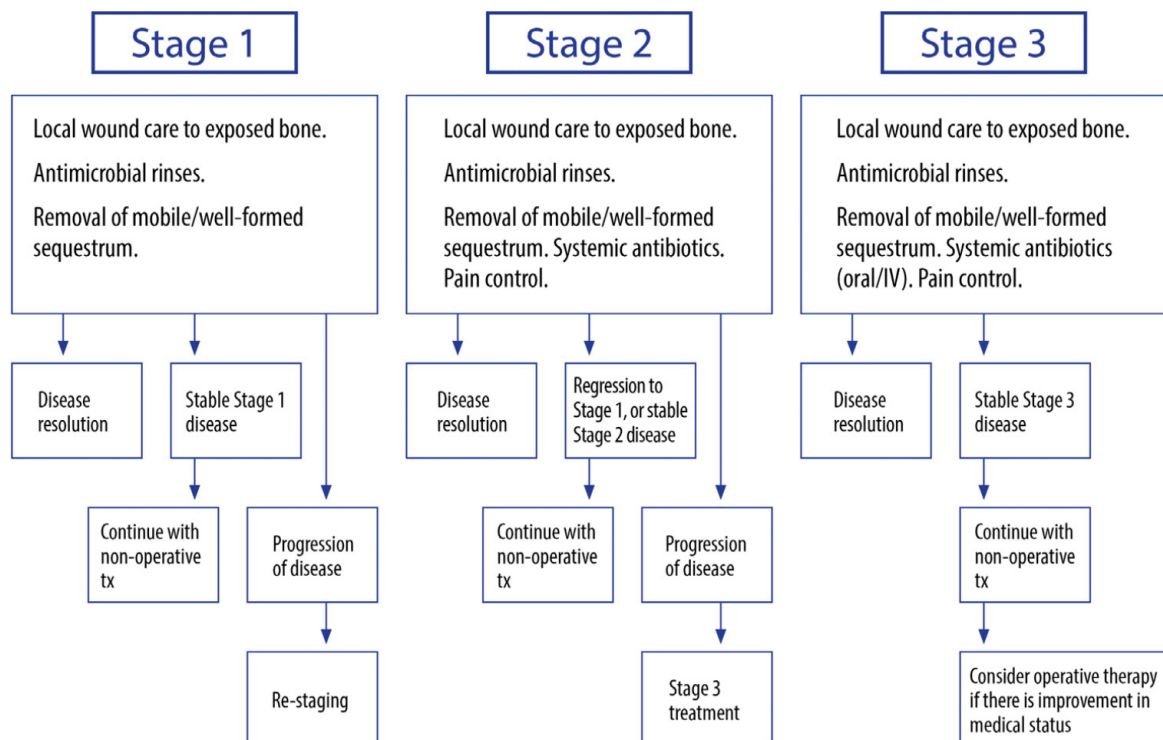 Stage 1
Local wound care to exposed bone.
Antimicrobial rinses.
Removal of mobile/well-formed
sequestrum.
Disease
resolution
Stable Stage 1
disease
Continue with
non-operative
tx
Progression
of disease
Re-staging
Stage 2
Local wound care to exposed bone.
Antimicrobial rinses.
Removal of mobile/well-formed
sequestrum. Systemic antibiotics.
Pain control.
Disease
resolution
Regression to
Stage 1, or stable
Stage 2 disease
Continue with
non-operative
tx
Progression
of disease
Stage 3
treatment
Stage 3
Local wound care to exposed bone.
Antimicrobial rinses.
Removal of mobile/well-formed
sequestrum. Systemic antibiotics
(oral/IV). Pain control.
Disease
resolution
Stable Stage 3
disease
Continue with
non-operative
tx
Consider operative therapy
if there is improvement in
medical status